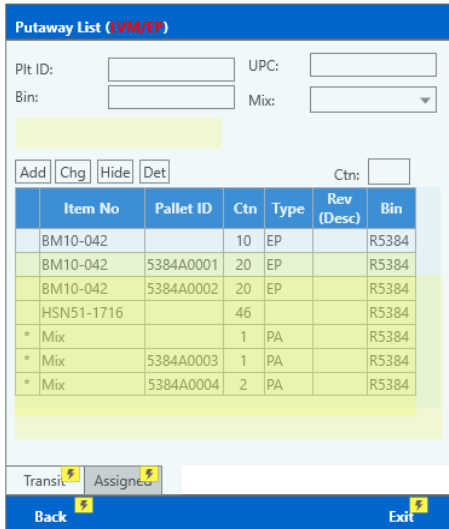 Putaway List (LVM/EP)
Plt ID: UPC:
Bin: Mix:
Add Chg Hide Det Ctn:
Item No Pallet ID Ctn Type Rev (Desc) Bin
BM10-042 10 EP R5384
BM10-042 5384A0001 20 EP R5384
BM10-042 5384A0002 20 EP R5384
HSN51-1716 46 R5384
* Mix 1 PA R5384
* Mix 5384A0003 1 PA R5384
* Mix 5384A0004 2 PA R5384
Transit Assigned
Back Exit